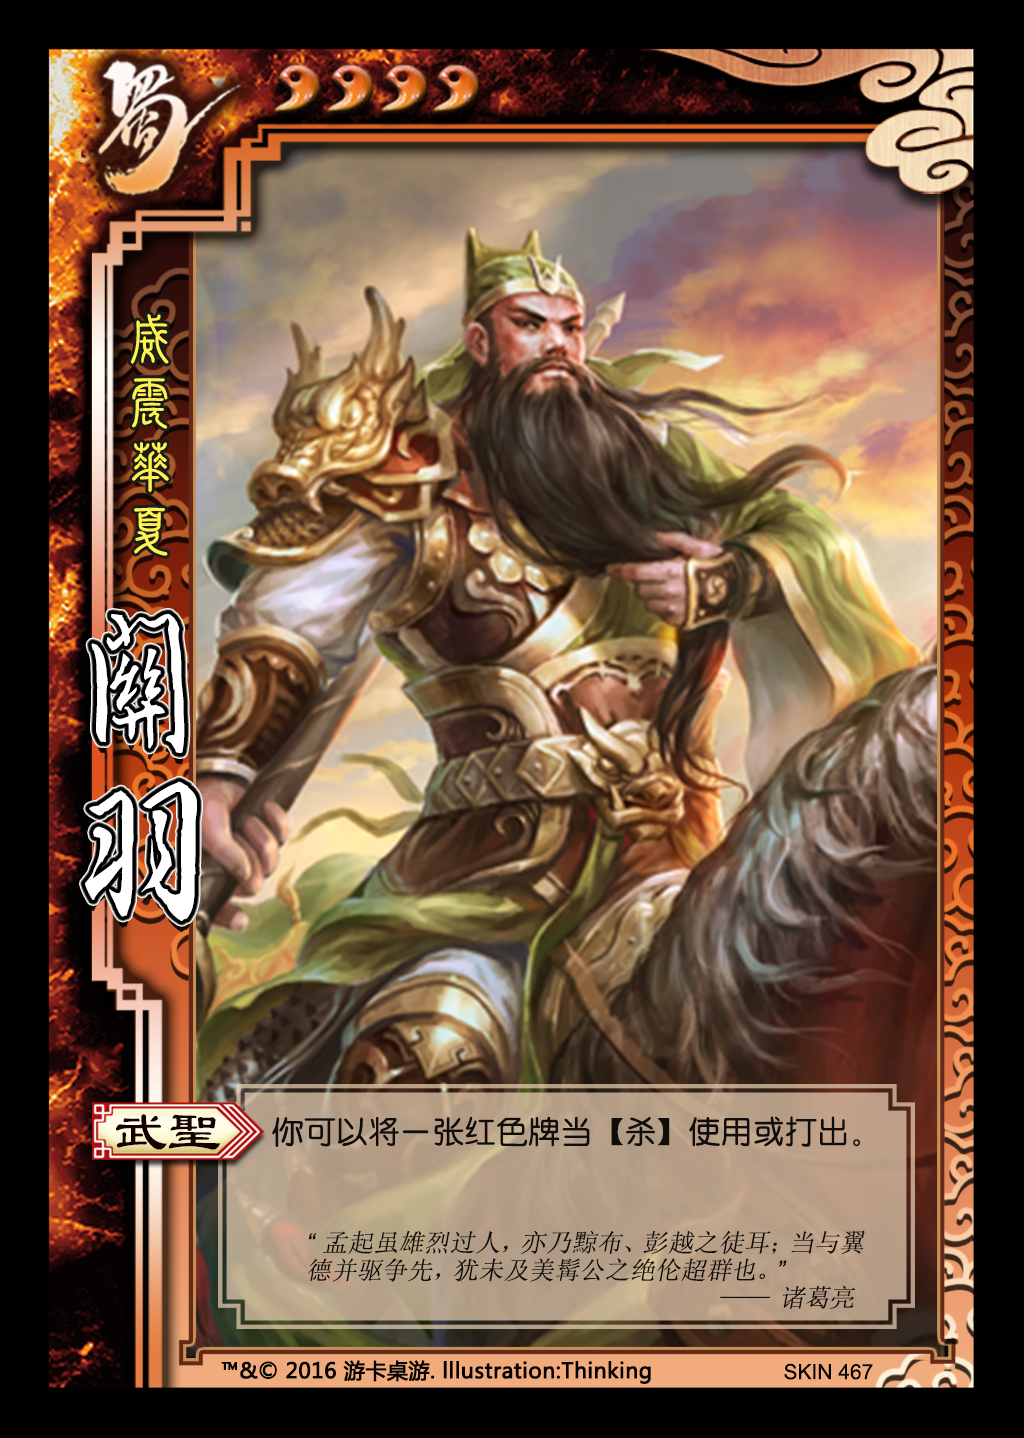 蜀
威震華夏
關羽
武聖
你可以将一张红色牌当【杀】使用或打出。
“孟起虽雄烈过人，亦乃黥布、彭越之徒耳；当与翼
德并驱争先，犹未及美髯公之绝伦超群也。”
—— 诸葛亮
™&© 2016 游卡桌游. Illustration:Thinking
SKIN 467